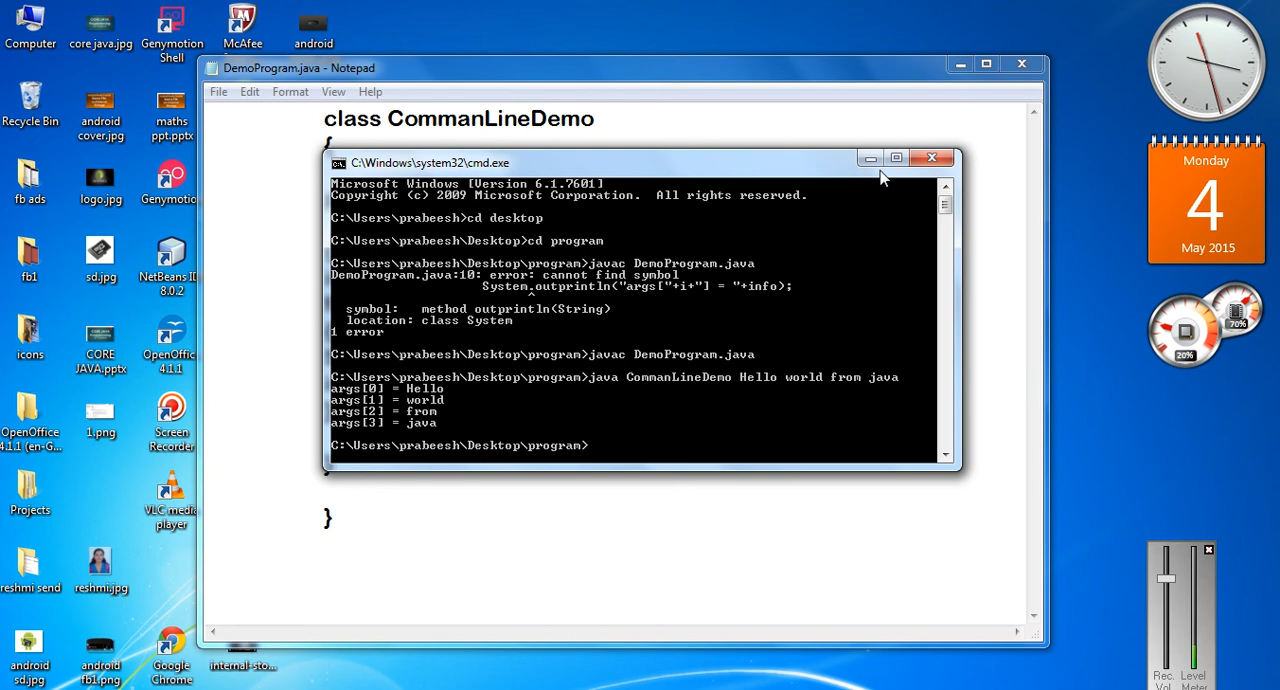 Computer
core java.jpg
Genymotion Shell
McAfee
android
Recycle Bin
android cover.jpg
maths ppt.pptx
fb ads
logo.jpg
Genymotio
fb1
sd.jpg
NetBeans ID 8.0.2
icons
CORE JAVA.pptx
OpenOffic 4.1.1
OpenOffice 4.1.1 (en-G...
1.png
Screen Recorder
Projects
VLC media player
reshmi send
reshmi.jpg
android sd.jpg
android fb1.png
Google Chrome
internal-sto...
DemoProgram.java - Notepad
File Edit Format View Help
class CommanLineDemo
{
C:\Windows\system32\cmd.exe
Microsoft Windows [Version 6.1.7601]
Copyright (c) 2009 Microsoft Corporation. All rights reserved.
C:\Users\prabeesh>cd desktop
C:\Users\prabeesh\Desktop>cd program
C:\Users\prabeesh\Desktop\program>javac DemoProgram.java
DemoProgram.java:10: error: cannot find symbol
System.outprintln("args["+i+"] = "+info);
^
symbol: method outprintln(String)
location: class System
1 error
C:\Users\prabeesh\Desktop\program>javac DemoProgram.java
C:\Users\prabeesh\Desktop\program>java CommanLineDemo Hello world from java
args[0] = Hello
args[1] = world
args[2] = from
args[3] = java
C:\Users\prabeesh\Desktop\program>
}
}
Monday
4
May 2015
70%
20%
Rec. Vol
Level Meter